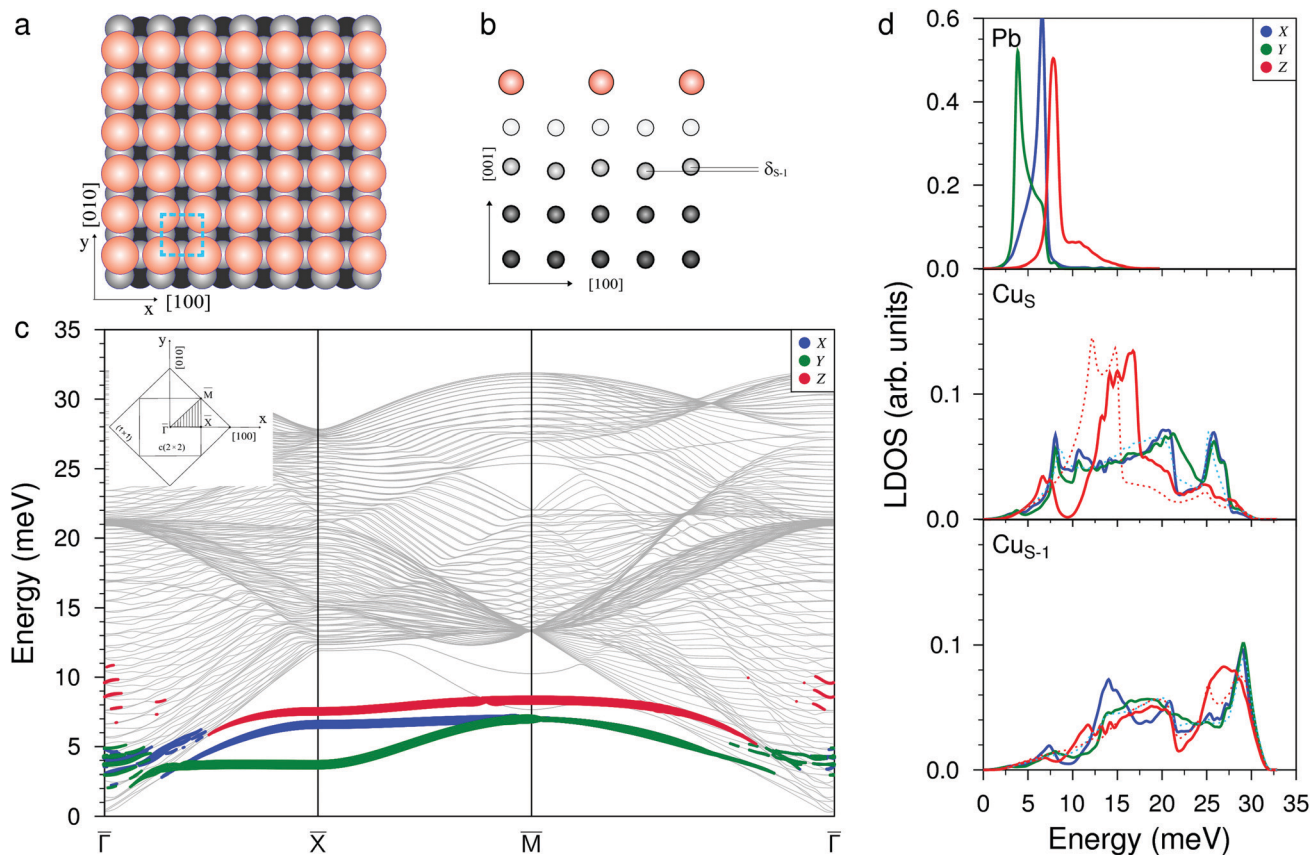 a
[010]
y
x
[100]
b
[001]
δS-1
[100]
c
Energy (meV)
35
30
25
20
15
10
5
0
Γ̅
X̅
M̅
Γ̅
X
Y
Z
y
[010]
M̅
X̅
x
Γ̅
[100]
(1×1)
c(2×2)
d
LDOS (arb. units)
Pb
X
Y
Z
0.6
0.4
0.2
0.0
CuS
0.1
0.0
CuS-1
0.1
0.0
0 5 10 15 20 25 30 35
Energy (meV)